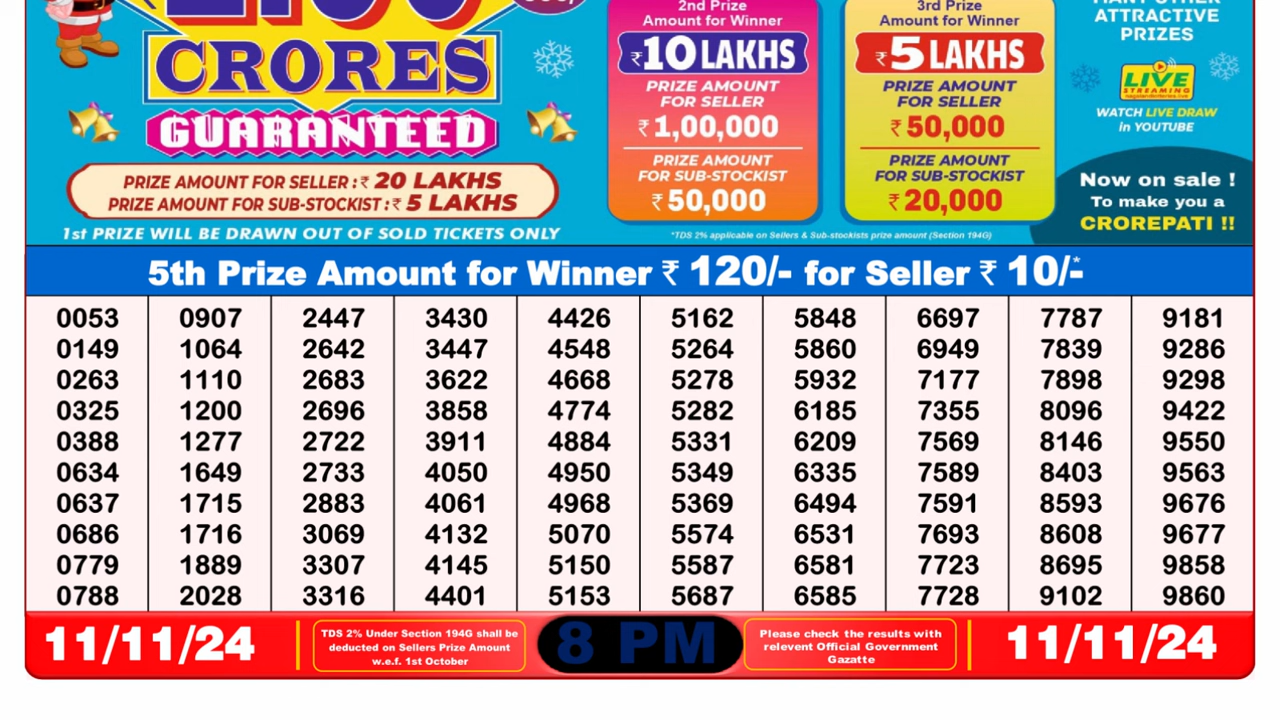 CRORES
GUARANTEED
PRIZE AMOUNT FOR SELLER :₹ 20 LAKHS
PRIZE AMOUNT FOR SUB-STOCKIST :₹ 5 LAKHS
1st PRIZE WILL BE DRAWN OUT OF SOLD TICKETS ONLY
2nd Prize
Amount for Winner
₹10 LAKHS
PRIZE AMOUNT
FOR SELLER
₹1,00,000
PRIZE AMOUNT
FOR SUB-STOCKIST
₹50,000
3rd Prize
Amount for Winner
₹5 LAKHS
PRIZE AMOUNT
FOR SELLER
₹50,000
PRIZE AMOUNT
FOR SUB-STOCKIST
₹20,000
*TDS 2% applicable on Sellers & Sub-stockists prize amount (Section 194G)
MANY OTHER
ATTRACTIVE
PRIZES
LIVE
STREAMING
WATCH LIVE DRAW
in YOUTUBE
Now on sale !
To make you a
CROREPATI !!
5th Prize Amount for Winner ₹ 120/- for Seller ₹ 10/-*
0053 0907 2447 3430 4426 5162 5848 6697 7787 9181
0149 1064 2642 3447 4548 5264 5860 6949 7839 9286
0263 1110 2683 3622 4668 5278 5932 7177 7898 9298
0325 1200 2696 3858 4774 5282 6185 7355 8096 9422
0388 1277 2722 3911 4884 5331 6209 7569 8146 9550
0634 1649 2733 4050 4950 5349 6335 7589 8403 9563
0637 1715 2883 4061 4968 5369 6494 7591 8593 9676
0686 1716 3069 4132 5070 5574 6531 7693 8608 9677
0779 1889 3307 4145 5150 5587 6581 7723 8695 9858
0788 2028 3316 4401 5153 5687 6585 7728 9102 9860
11/11/24
TDS 2% Under Section 194G shall be
deducted on Sellers Prize Amount
w.e.f. 1st October
8 PM
Please check the results with
relevent Official Government
Gazatte
11/11/24